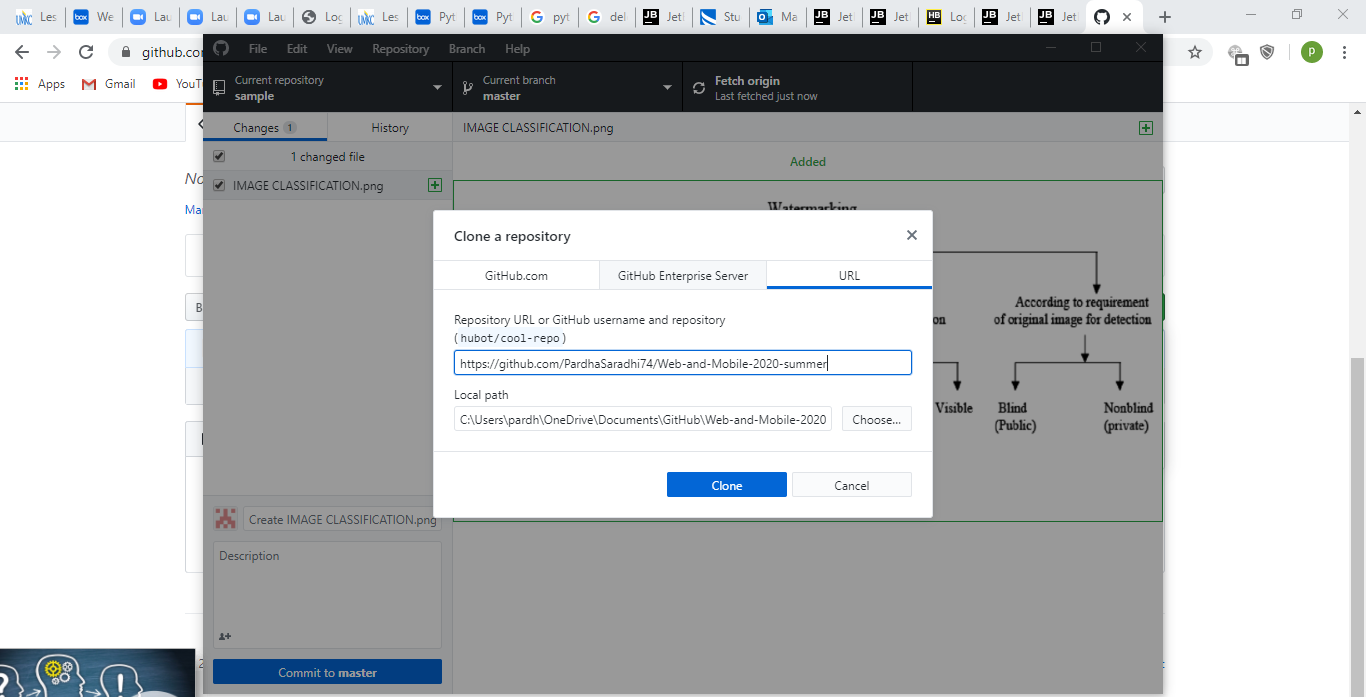 Les
We
Lau
Lau
Lau
Log
Les
Pyt
Pyt
pyt
del
Jetl
Stu
Ma
Jet
Jet
Log
Jet
Jet
github.co
P
Apps
Gmail
YouT
File Edit View Repository Branch Help
Current repository
sample
Current branch
master
Fetch origin
Last fetched just now
Changes 1
History
IMAGE CLASSIFICATION.png
1 changed file
Added
No
IMAGE CLASSIFICATION.png
Ma
Watermarking
Clone a repository
GitHub.com
GitHub Enterprise Server
URL
According to requirement
of original image for detection
on
B
Repository URL or GitHub username and repository
(hubot/cool-repo)
https://github.com/PardhaSaradhi74/Web-and-Mobile-2020-summer
Local path
C:\Users\pardh\OneDrive\Documents\GitHub\Web-and-Mobile-2020
Choose...
Visible
Blind
(Public)
Nonblind
(private)
Clone
Cancel
Create IMAGE CLASSIFICATION.png
Description
Commit to master